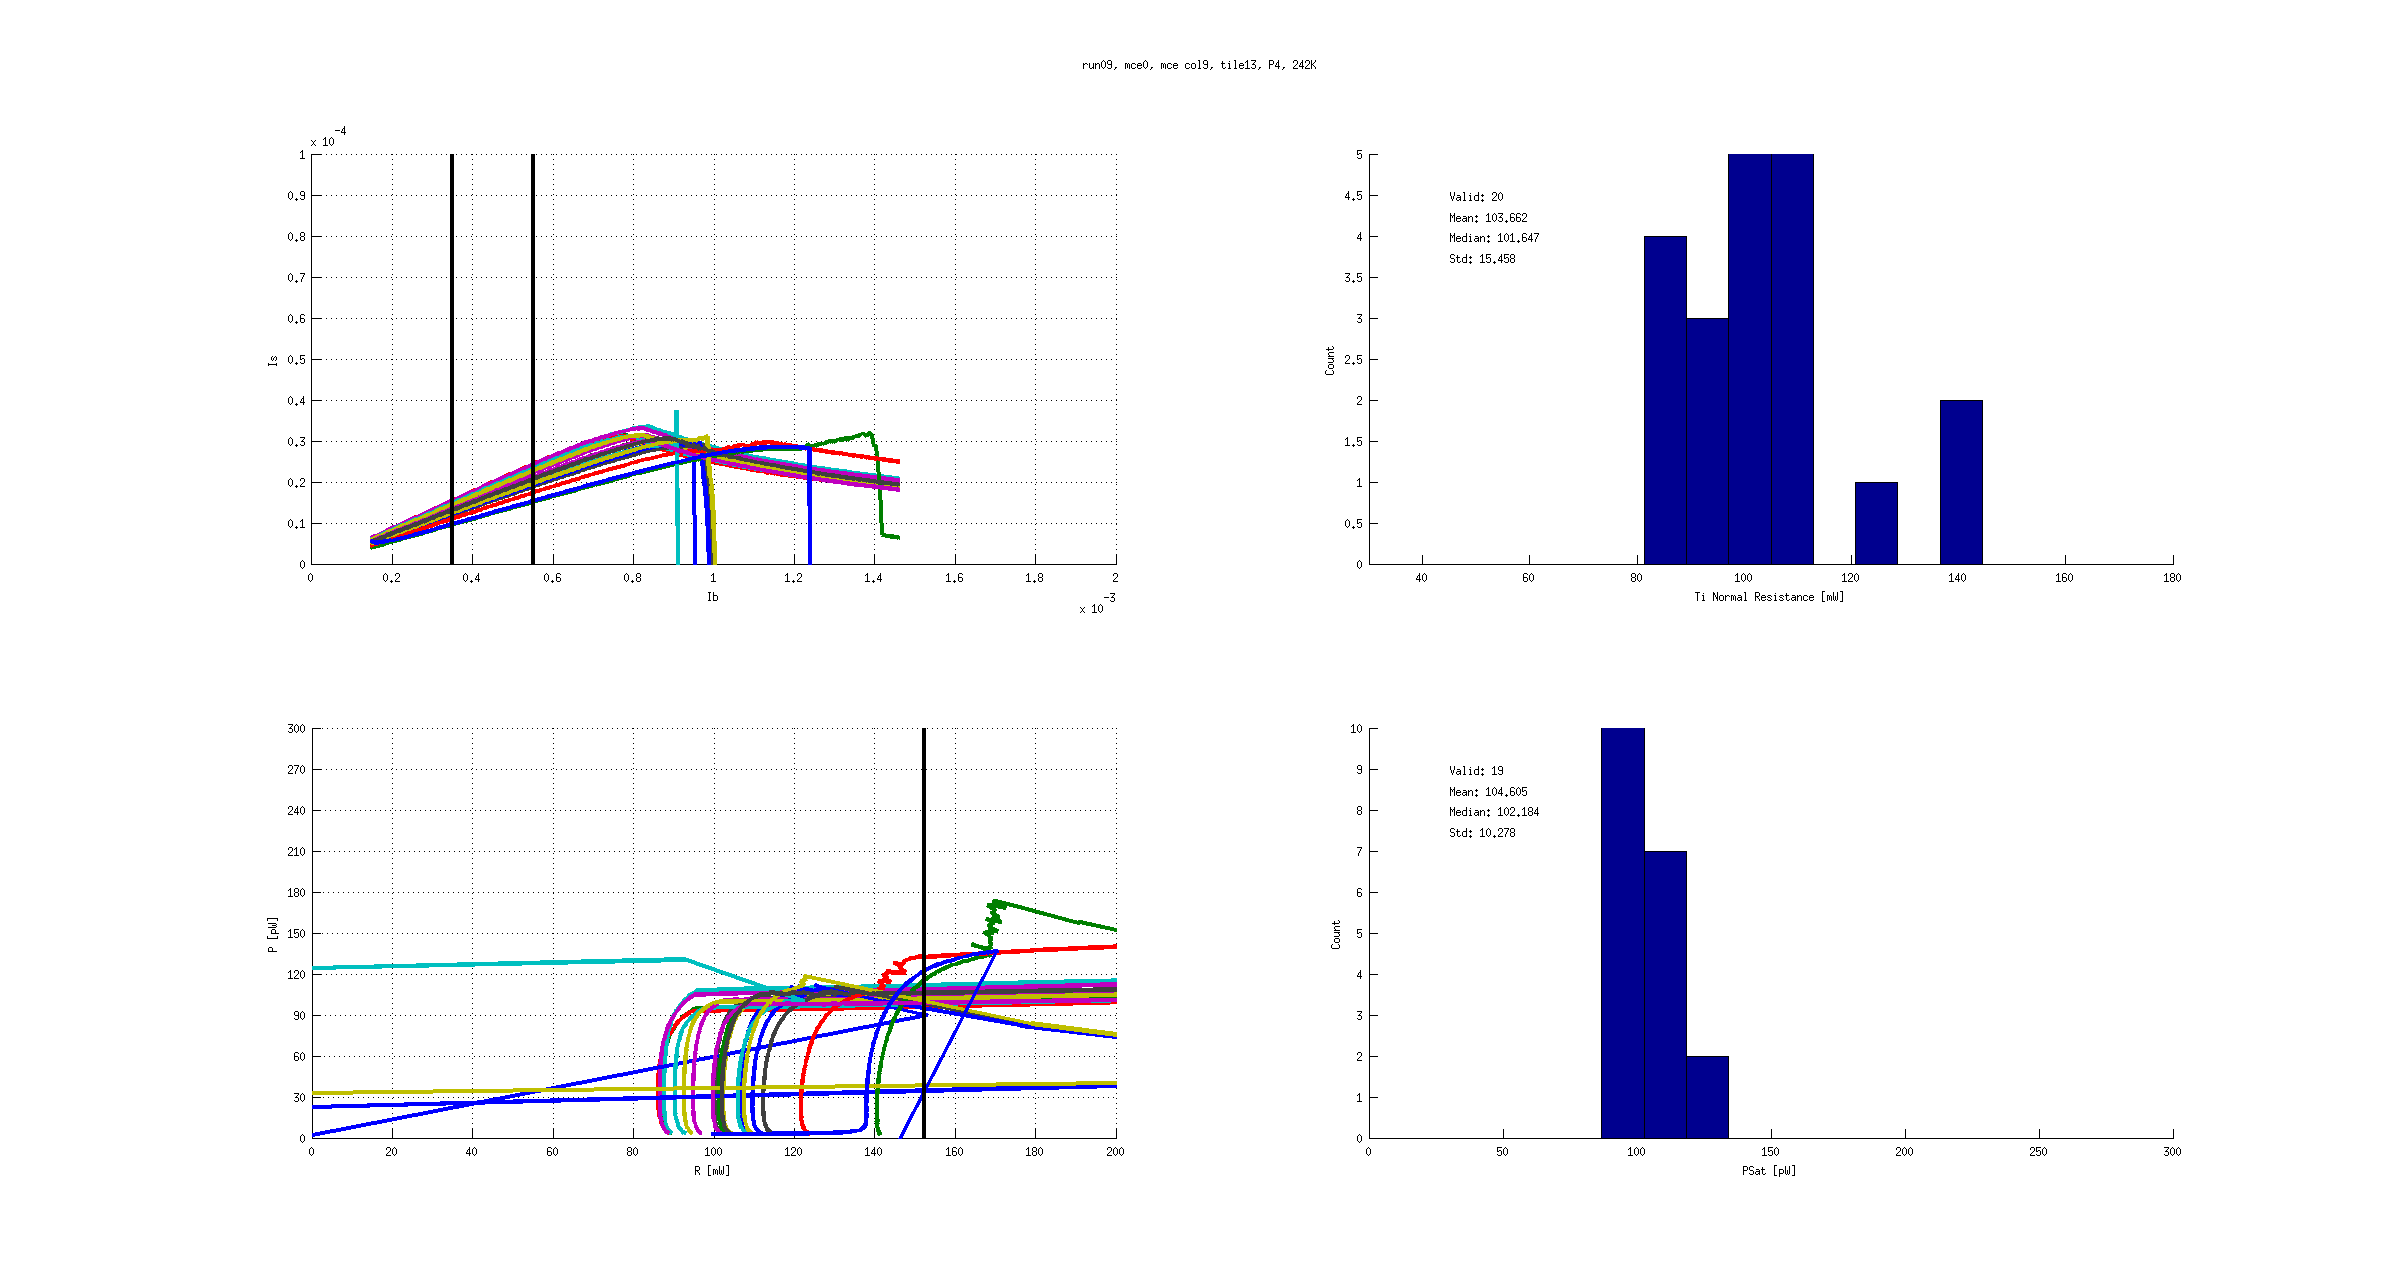 run09, mce0, mce col9, tile13, P4, 242K
x 10^-4
1
0.9
0.8
0.7
0.6
0.5
0.4
0.3
0.2
0.1
0
Is
0 0.2 0.4 0.6 0.8 1 1.2 1.4 1.6 1.8 2
Ib
x 10^-3
5
4.5
4
3.5
3
2.5
2
1.5
1
0.5
0
Count
Valid: 20
Mean: 103.662
Median: 101.647
Std: 15.458
40 60 80 100 120 140 160 180
Ti Normal Resistance [mW]
300
270
240
210
180
150
120
90
60
30
0
P [pW]
0 20 40 60 80 100 120 140 160 180 200
R [mW]
10
9
8
7
6
5
4
3
2
1
0
Count
Valid: 19
Mean: 104.605
Median: 102.184
Std: 10.278
0 50 100 150 200 250 300
PSat [pW]